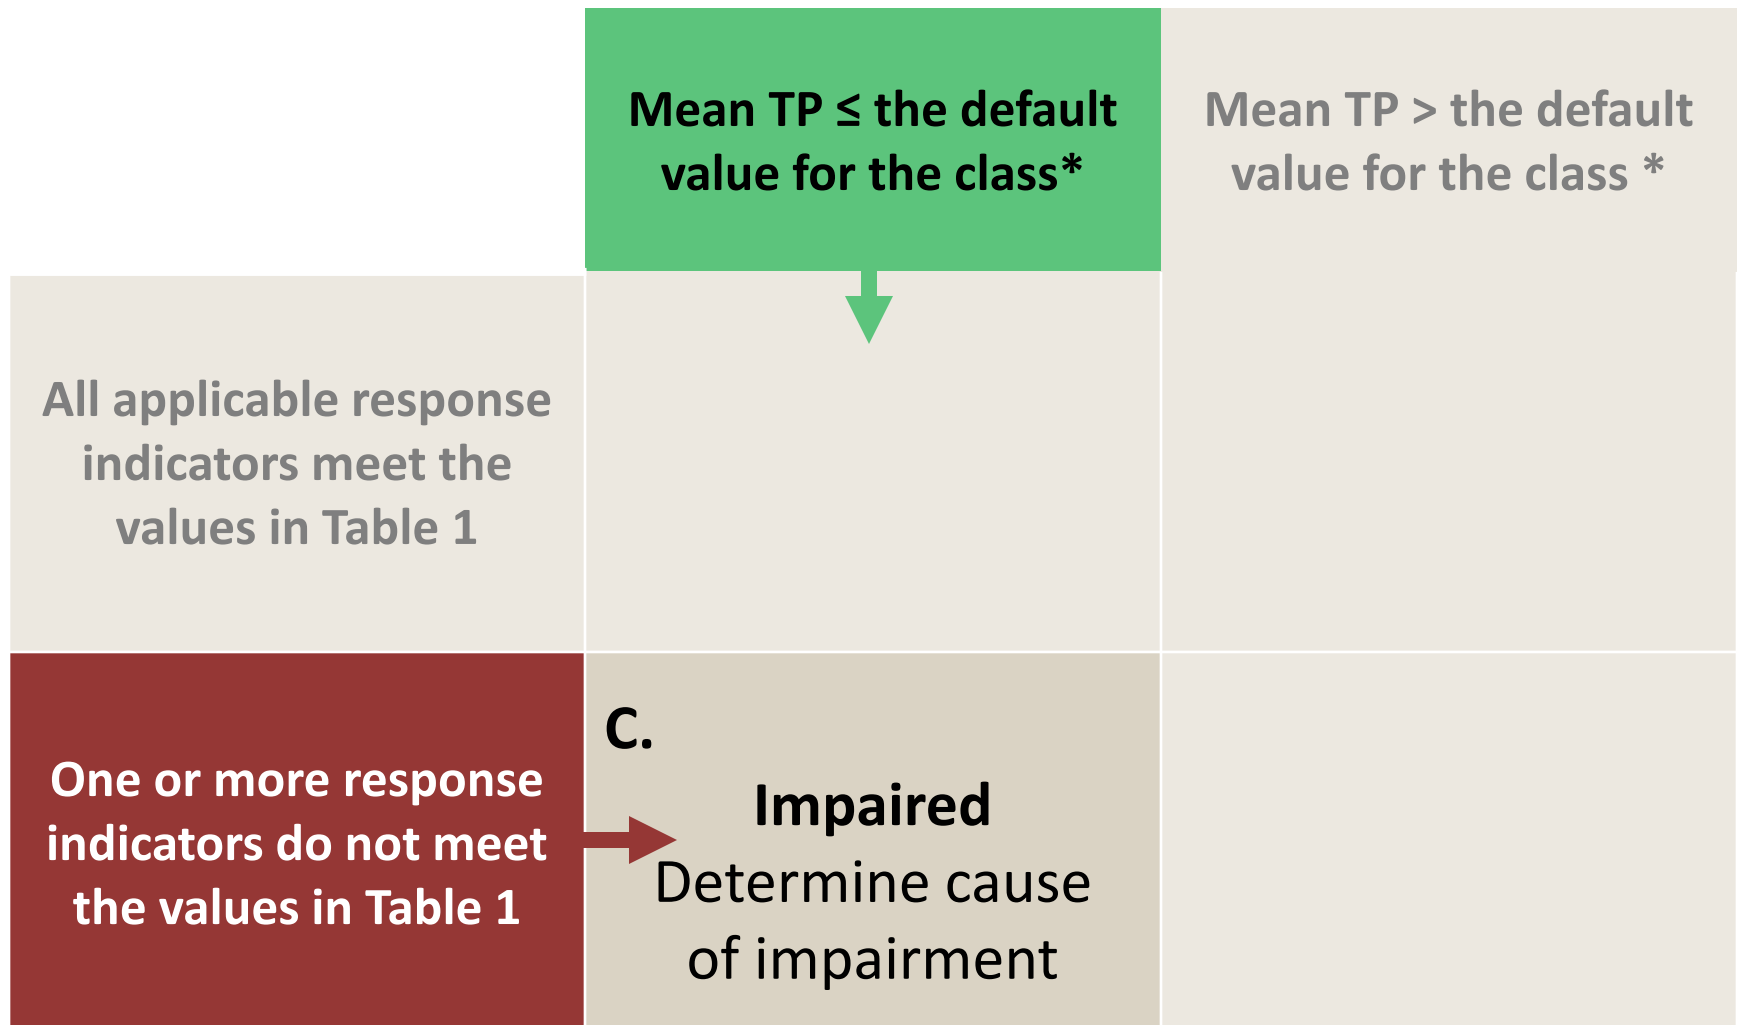 Mean TP ≤ the default
value for the class*
Mean TP > the default
value for the class *
All applicable response
indicators meet the
values in Table 1
One or more response
indicators do not meet
the values in Table 1
C.
Impaired
Determine cause
of impairment